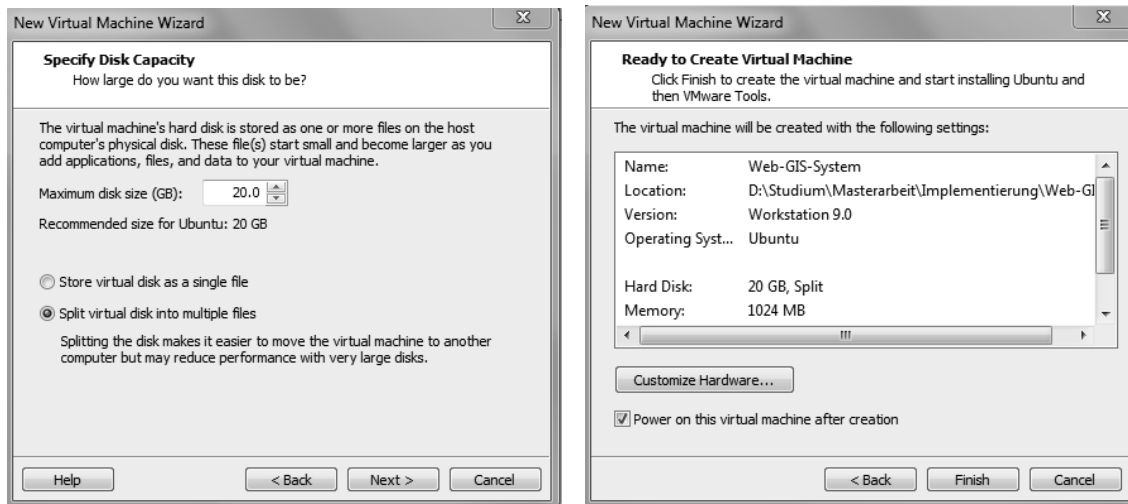 New Virtual Machine Wizard
Specify Disk Capacity
How large do you want this disk to be?
The virtual machine's hard disk is stored as one or more files on the host
computer's physical disk. These file(s) start small and become larger as you
add applications, files, and data to your virtual machine.
Maximum disk size (GB): 20.0
Recommended size for Ubuntu: 20 GB
Store virtual disk as a single file
Split virtual disk into multiple files
Splitting the disk makes it easier to move the virtual machine to another
computer but may reduce performance with very large disks.
Help < Back Next > Cancel
New Virtual Machine Wizard
Ready to Create Virtual Machine
Click Finish to create the virtual machine and start installing Ubuntu and
then VMware Tools.
The virtual machine will be created with the following settings:
Name: Web-GIS-System
Location: D:\Studium\Masterarbeit\Implementierung\Web-GI
Version: Workstation 9.0
Operating Syst... Ubuntu
Hard Disk: 20 GB, Split
Memory: 1024 MB
Customize Hardware...
Power on this virtual machine after creation
< Back Finish Cancel